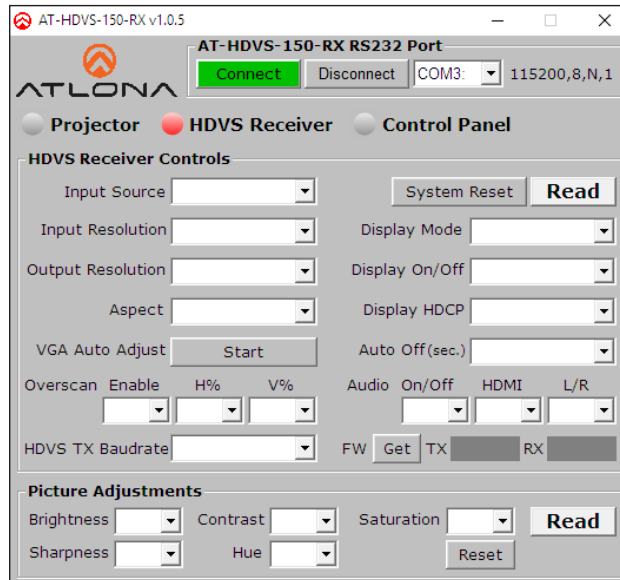 AT-HDVS-150-RX v1.0.5
ATLONA
AT-HDVS-150-RX RS232 Port
Connect Disconnect COM3: 115200,8,N,1
Projector HDVS Receiver Control Panel
HDVS Receiver Controls
Input Source System Reset Read
Input Resolution Display Mode
Output Resolution Display On/Off
Aspect Display HDCP
VGA Auto Adjust Start Auto Off(sec.)
Overscan Enable H% V% Audio On/Off HDMI L/R
HDVS TX Baudrate FW Get TX RX
Picture Adjustments
Brightness Contrast Saturation Read
Sharpness Hue Reset